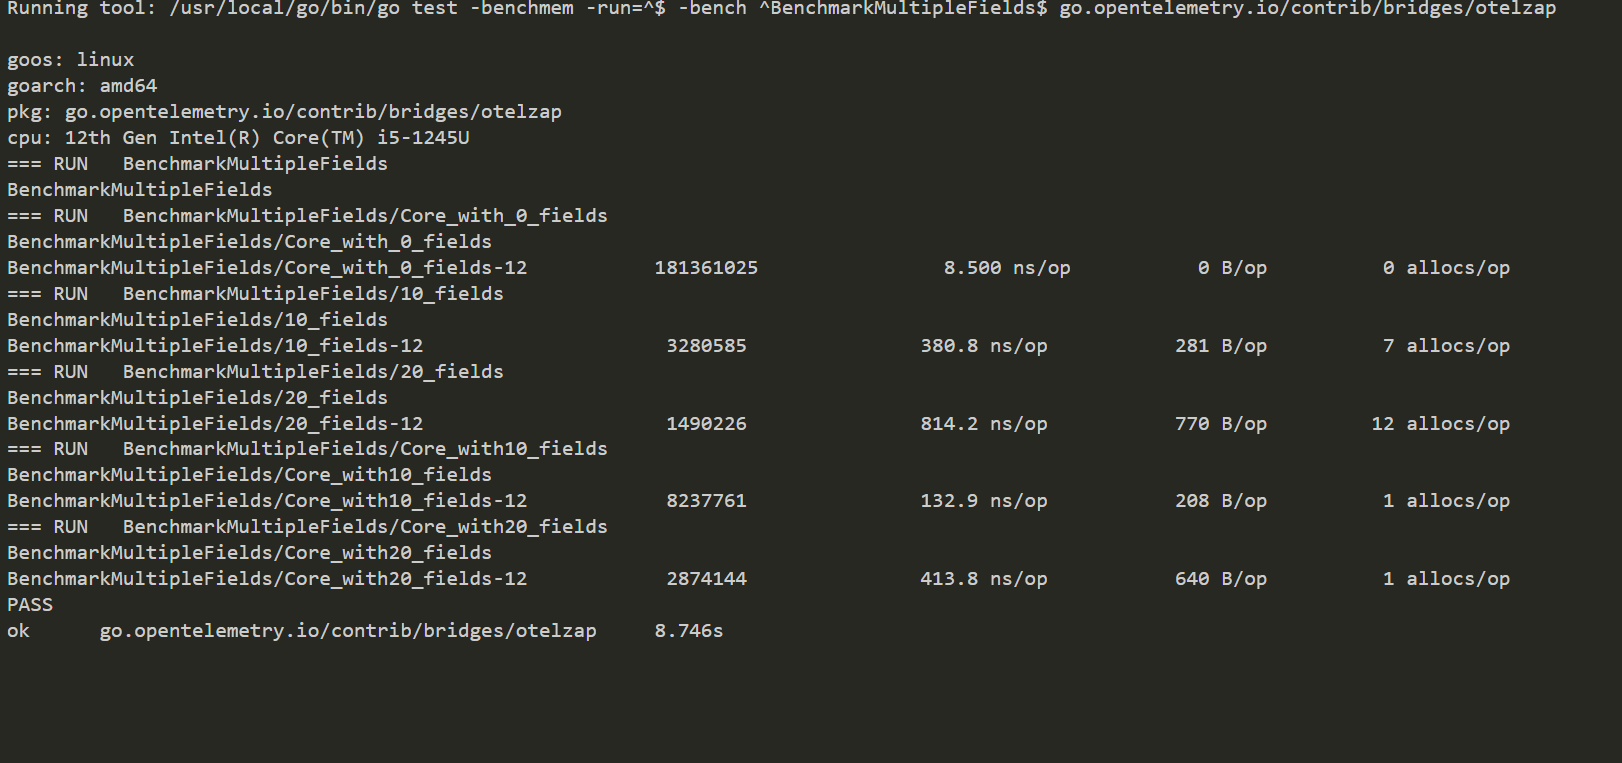 Running tool: /usr/local/go/bin/go test -benchmem -run=^$ -bench ^BenchmarkMultipleFields$ go.opentelemetry.io/contrib/bridges/otelzap
goos: linux
goarch: amd64
pkg: go.opentelemetry.io/contrib/bridges/otelzap
cpu: 12th Gen Intel(R) Core(TM) i5-1245U
=== RUN   BenchmarkMultipleFields
BenchmarkMultipleFields
=== RUN   BenchmarkMultipleFields/Core_with_0_fields
BenchmarkMultipleFields/Core_with_0_fields
BenchmarkMultipleFields/Core_with_0_fields-12           181361025                8.500 ns/op           0 B/op          0 allocs/op
=== RUN   BenchmarkMultipleFields/10_fields
BenchmarkMultipleFields/10_fields
BenchmarkMultipleFields/10_fields-12                     3280585               380.8 ns/op           281 B/op          7 allocs/op
=== RUN   BenchmarkMultipleFields/20_fields
BenchmarkMultipleFields/20_fields
BenchmarkMultipleFields/20_fields-12                     1490226               814.2 ns/op           770 B/op         12 allocs/op
=== RUN   BenchmarkMultipleFields/Core_with10_fields
BenchmarkMultipleFields/Core_with10_fields
BenchmarkMultipleFields/Core_with10_fields-12            8237761               132.9 ns/op           208 B/op          1 allocs/op
=== RUN   BenchmarkMultipleFields/Core_with20_fields
BenchmarkMultipleFields/Core_with20_fields
BenchmarkMultipleFields/Core_with20_fields-12            2874144               413.8 ns/op           640 B/op          1 allocs/op
PASS
ok      go.opentelemetry.io/contrib/bridges/otelzap     8.746s